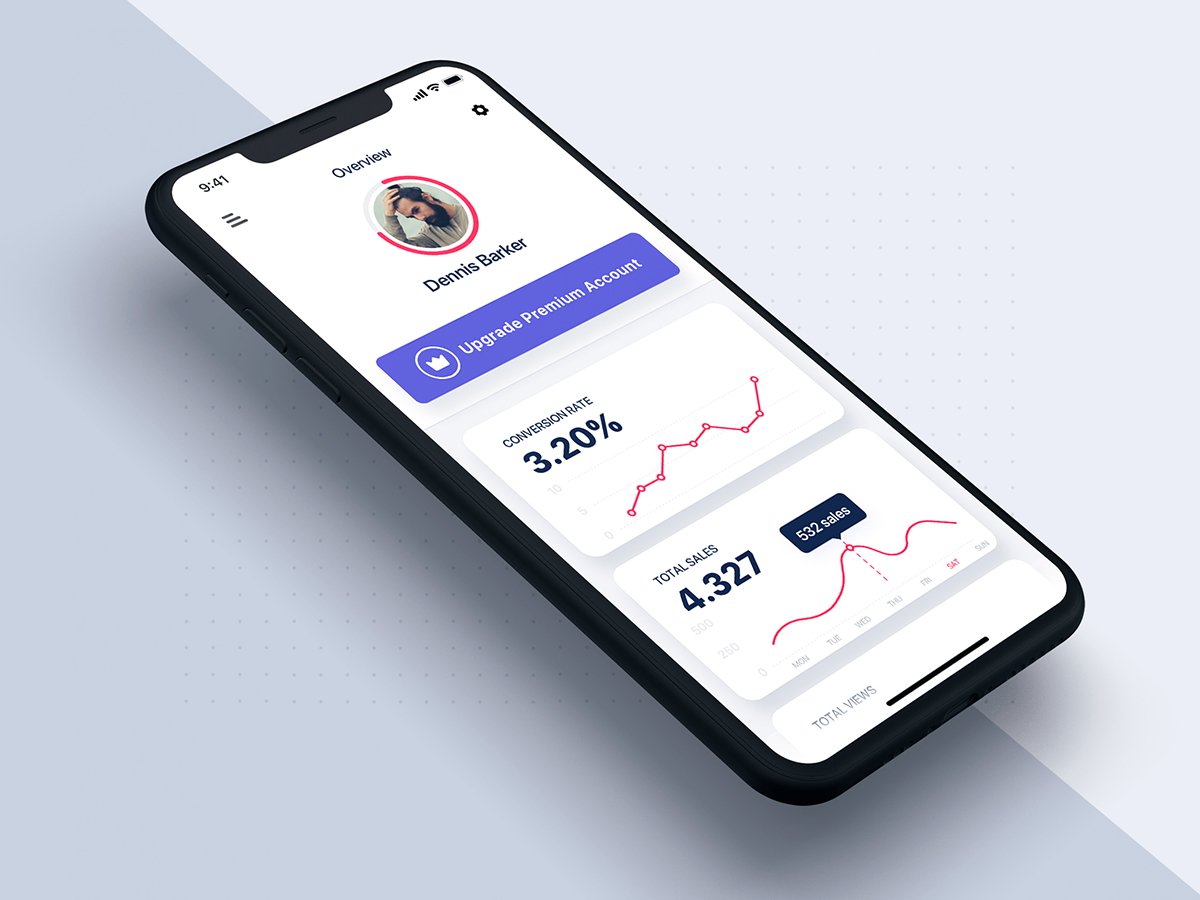 9:41
Overview
Dennis Barker
Upgrade Premium Account
CONVERSION RATE
3.20%
10
5
0
TOTAL SALES
4.327
532 sales
500
250
0
MON TUE WED THU FRI SAT SUN
TOTAL VIEWS